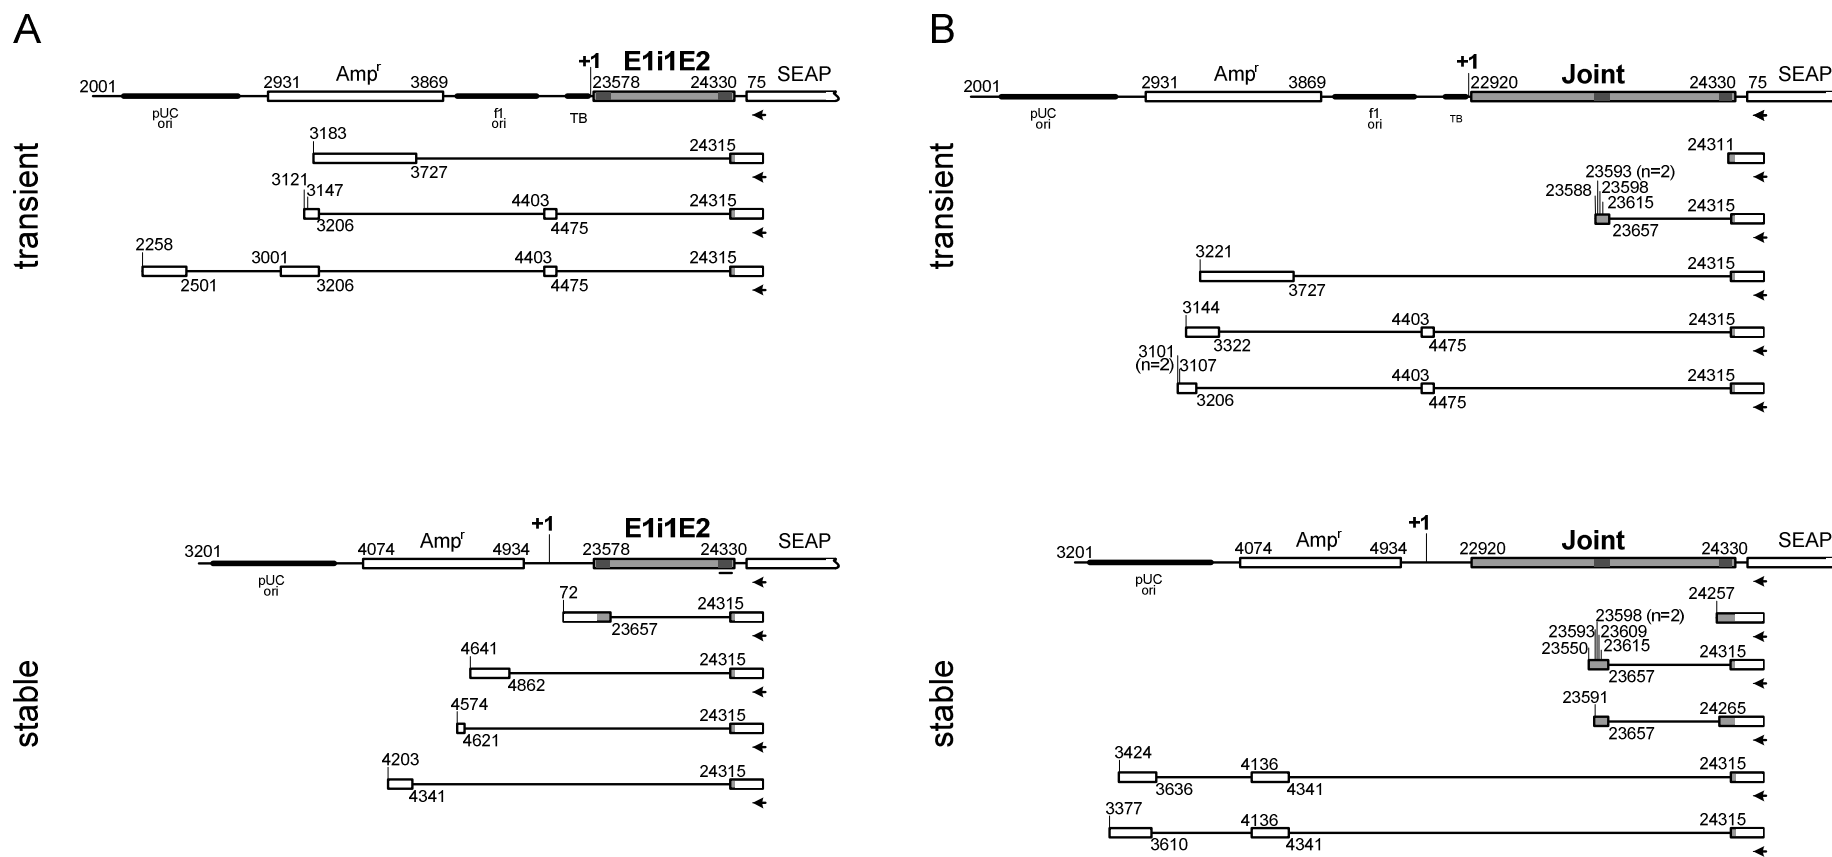 A
+1 E1i1E2
2001 2931 Ampʳ 3869 23578 24330 75 SEAP
pUC
ori
f1
ori
TB
transient
3183 24315
3727
3121 3147 4403 24315
3206 4475
2258 3001 4403 24315
2501 3206 4475
+1 E1i1E2
3201 4074 Ampʳ 4934 23578 24330 SEAP
pUC
ori
stable
72 24315
23657
4641 24315
4862
4574 24315
4621
4203 24315
4341
B
+1
2001 2931 Ampʳ 3869 22920 Joint 24330 75 SEAP
pUC
ori
f1
ori
TB
transient
24311
23593 (n=2)
23588 23598
23615 24315
23657
3221 24315
3727
3144 4403 24315
3322 4475
3101
(n=2) 3107 4403 24315
3206 4475
+1
3201 4074 Ampʳ 4934 22920 Joint 24330 SEAP
pUC
ori
stable
24257
23598 (n=2)
23593 23609
23550 23615 24315
23657
23591 24265
23657
3424 4136 24315
3636 4341
3377 4136 24315
3610 4341